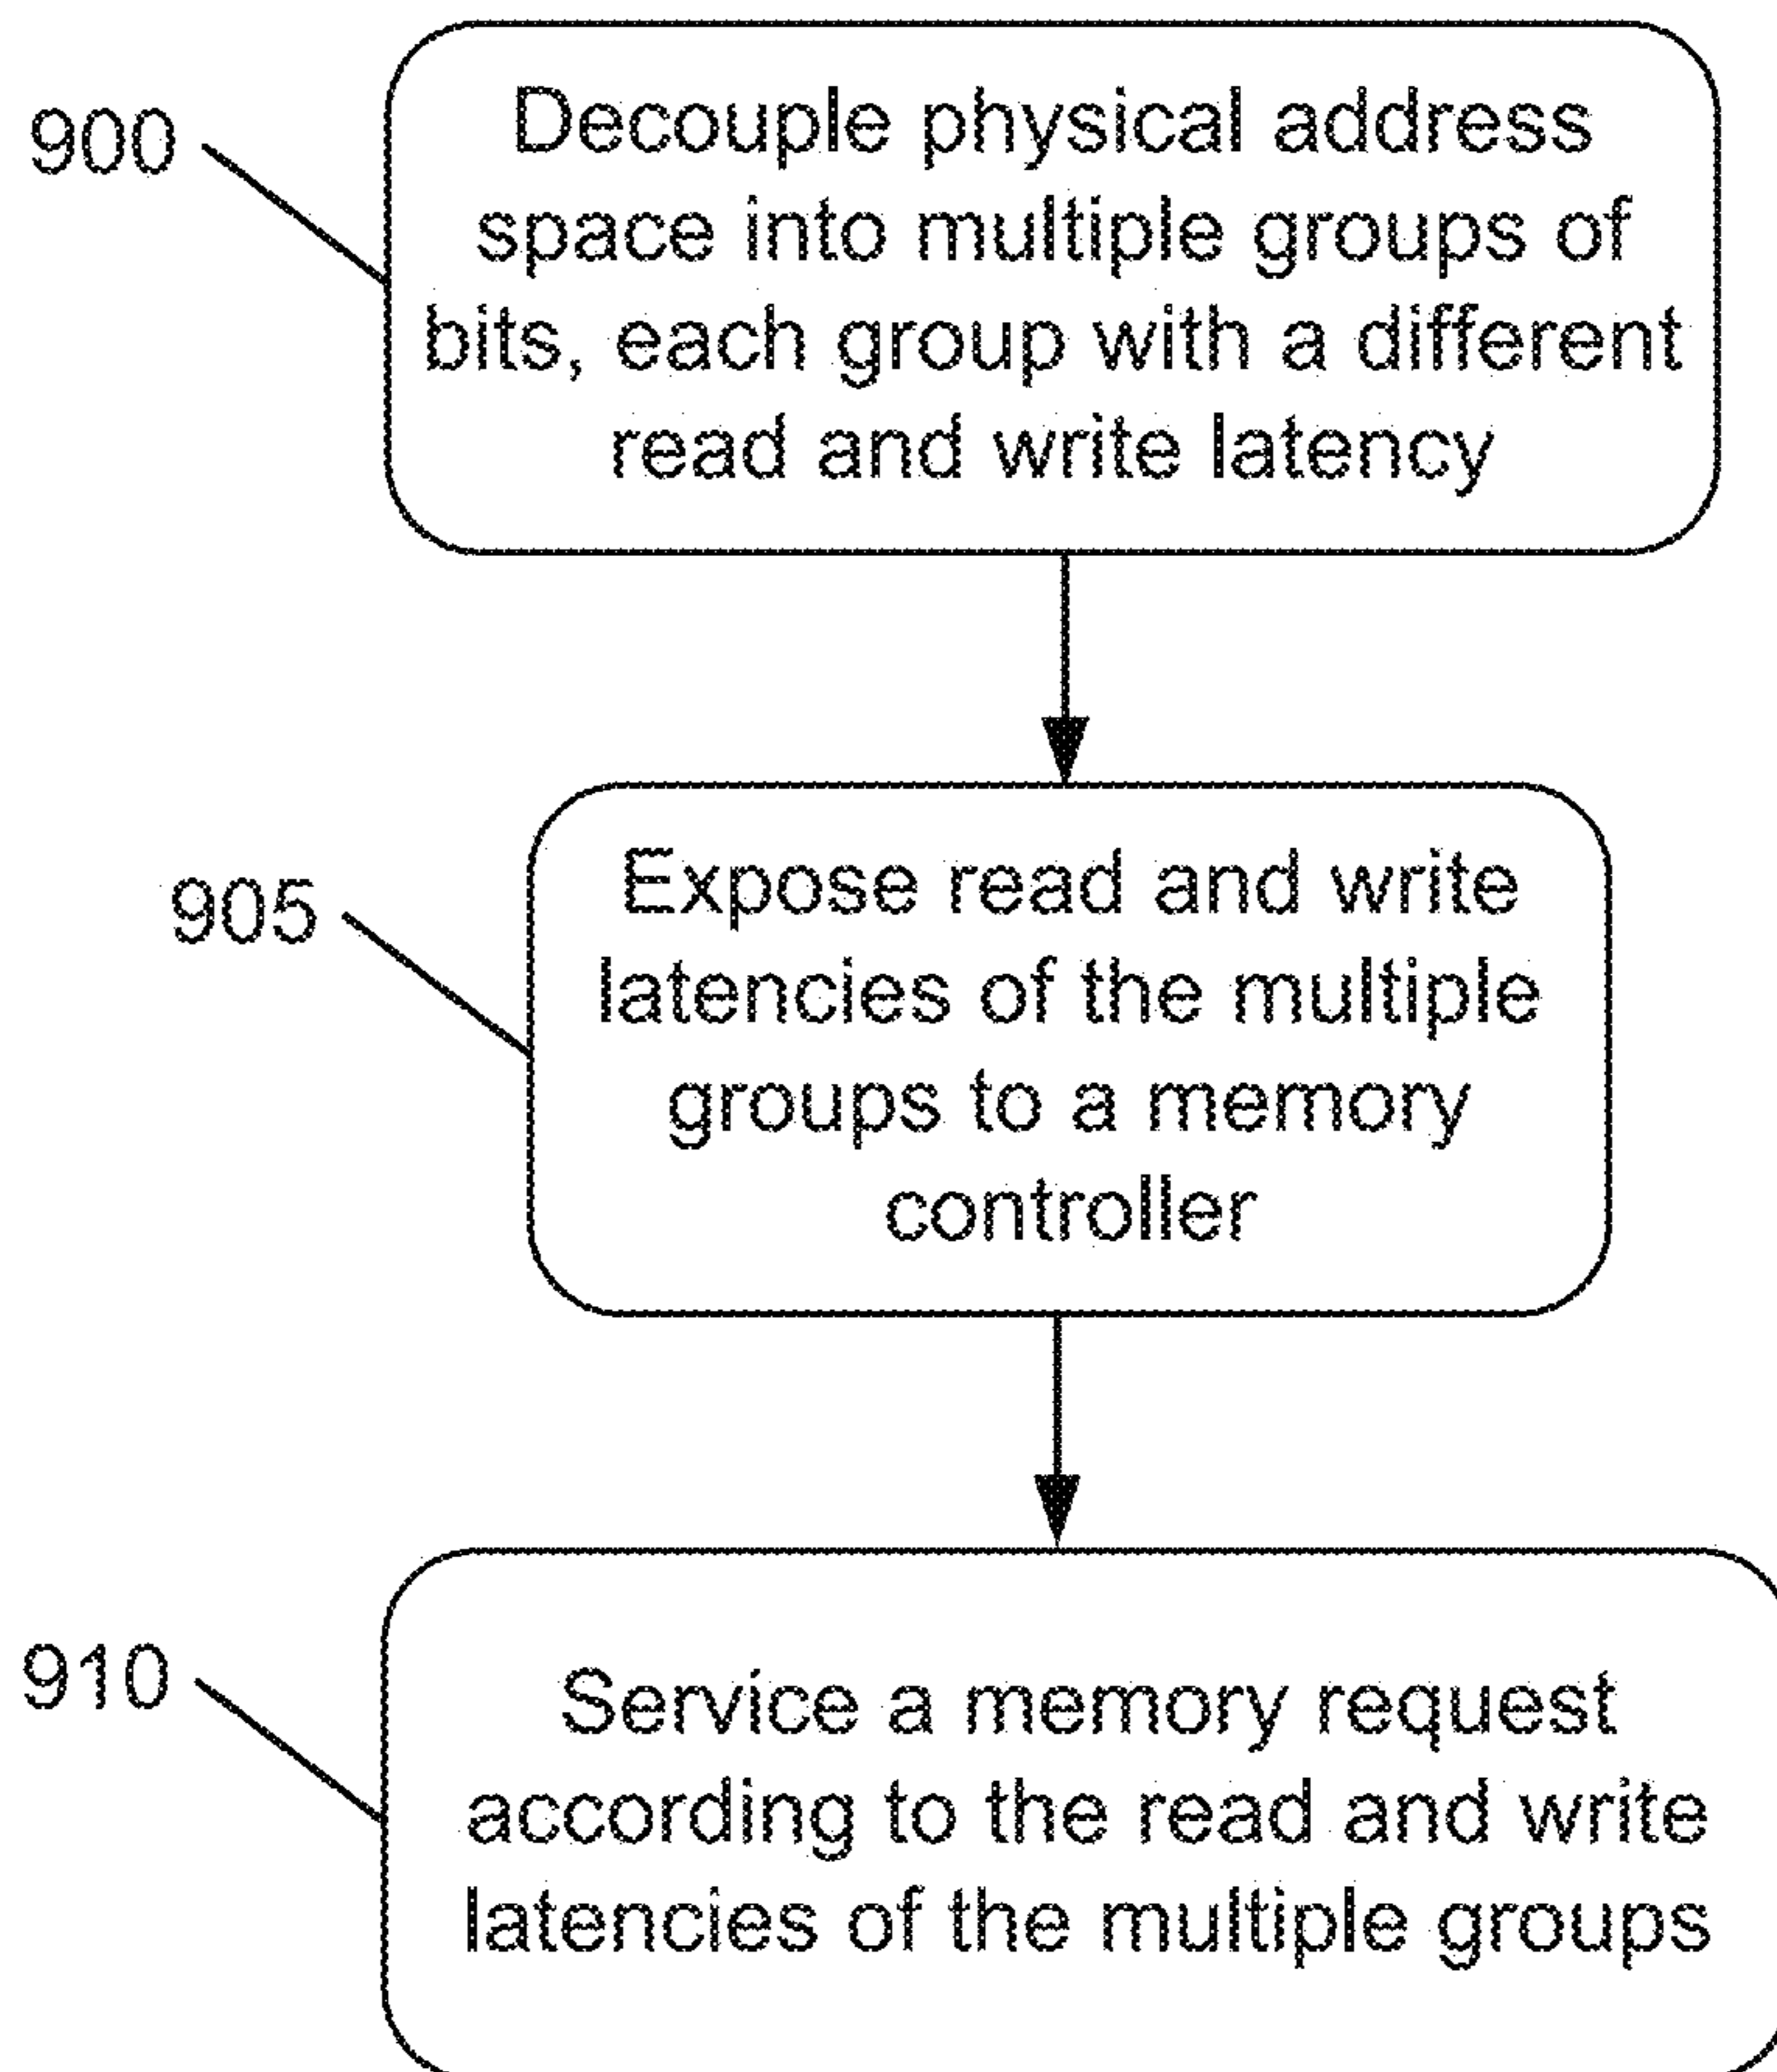 900
Decouple physical address
space into multiple groups of
bits, each group with a different
read and write latency
905
Expose read and write
latencies of the multiple
groups to a memory
controller
910
Service a memory request
according to the read and write
latencies of the multiple groups